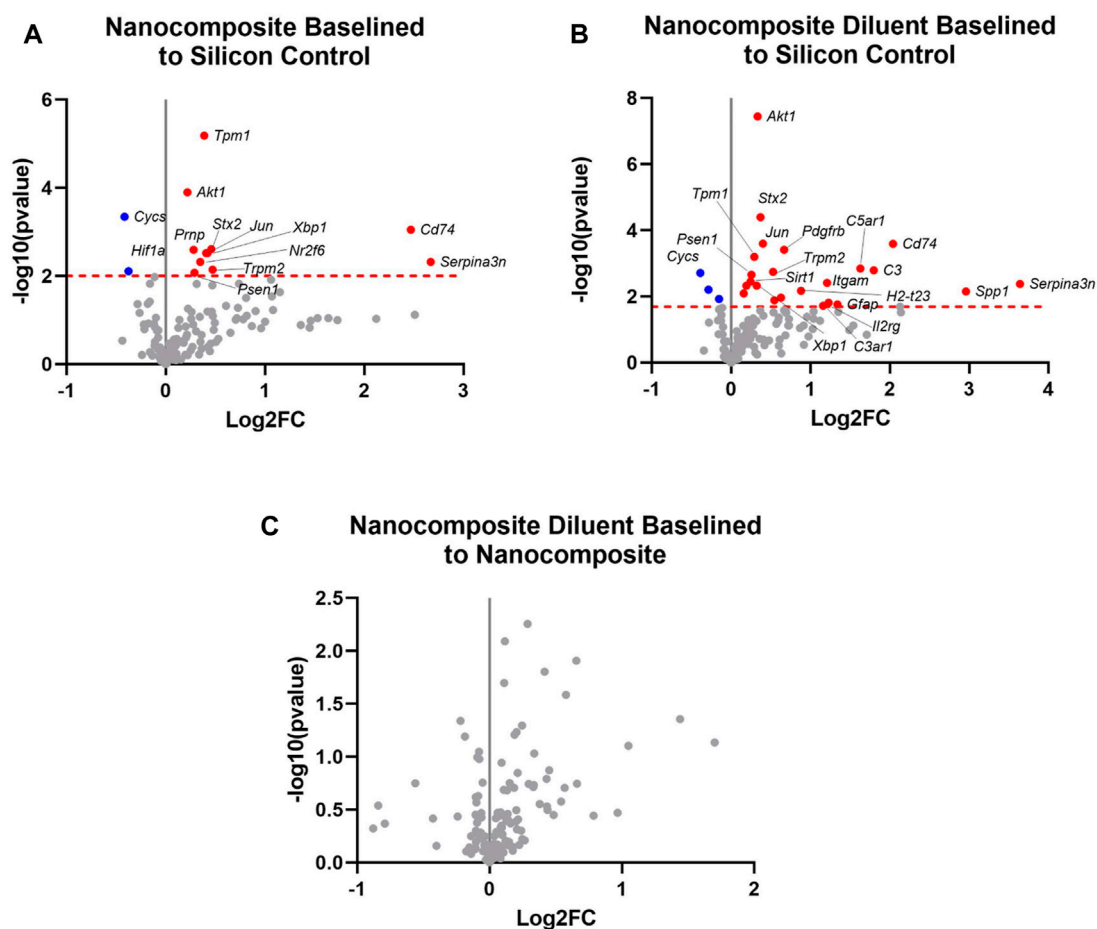 A
Nanocomposite Baselined
to Silicon Control
6
4
2
0
-log10(pvalue)
-1
0
1
2
3
Log2FC
Tpm1
Akt1
Cycs
Stx2
Jun
Xbp1
Prnp
Hif1a
Nr2f6
Trpm2
Psen1
Cd74
Serpina3n
B
Nanocomposite Diluent Baselined
to Silicon Control
8
6
4
2
0
-log10(pvalue)
-1
0
1
2
3
4
Log2FC
Akt1
Tpm1
Stx2
C5ar1
Jun
Pdgfrb
Cd74
Psen1
Trpm2
Cycs
C3
Sirt1
Itgam
H2-t23
Spp1
Serpina3n
Gfap
Il2rg
Xbp1
C3ar1
C
Nanocomposite Diluent Baselined
to Nanocomposite
2.5
2.0
1.5
1.0
0.5
0.0
-log10(pvalue)
-1
0
1
2
Log2FC